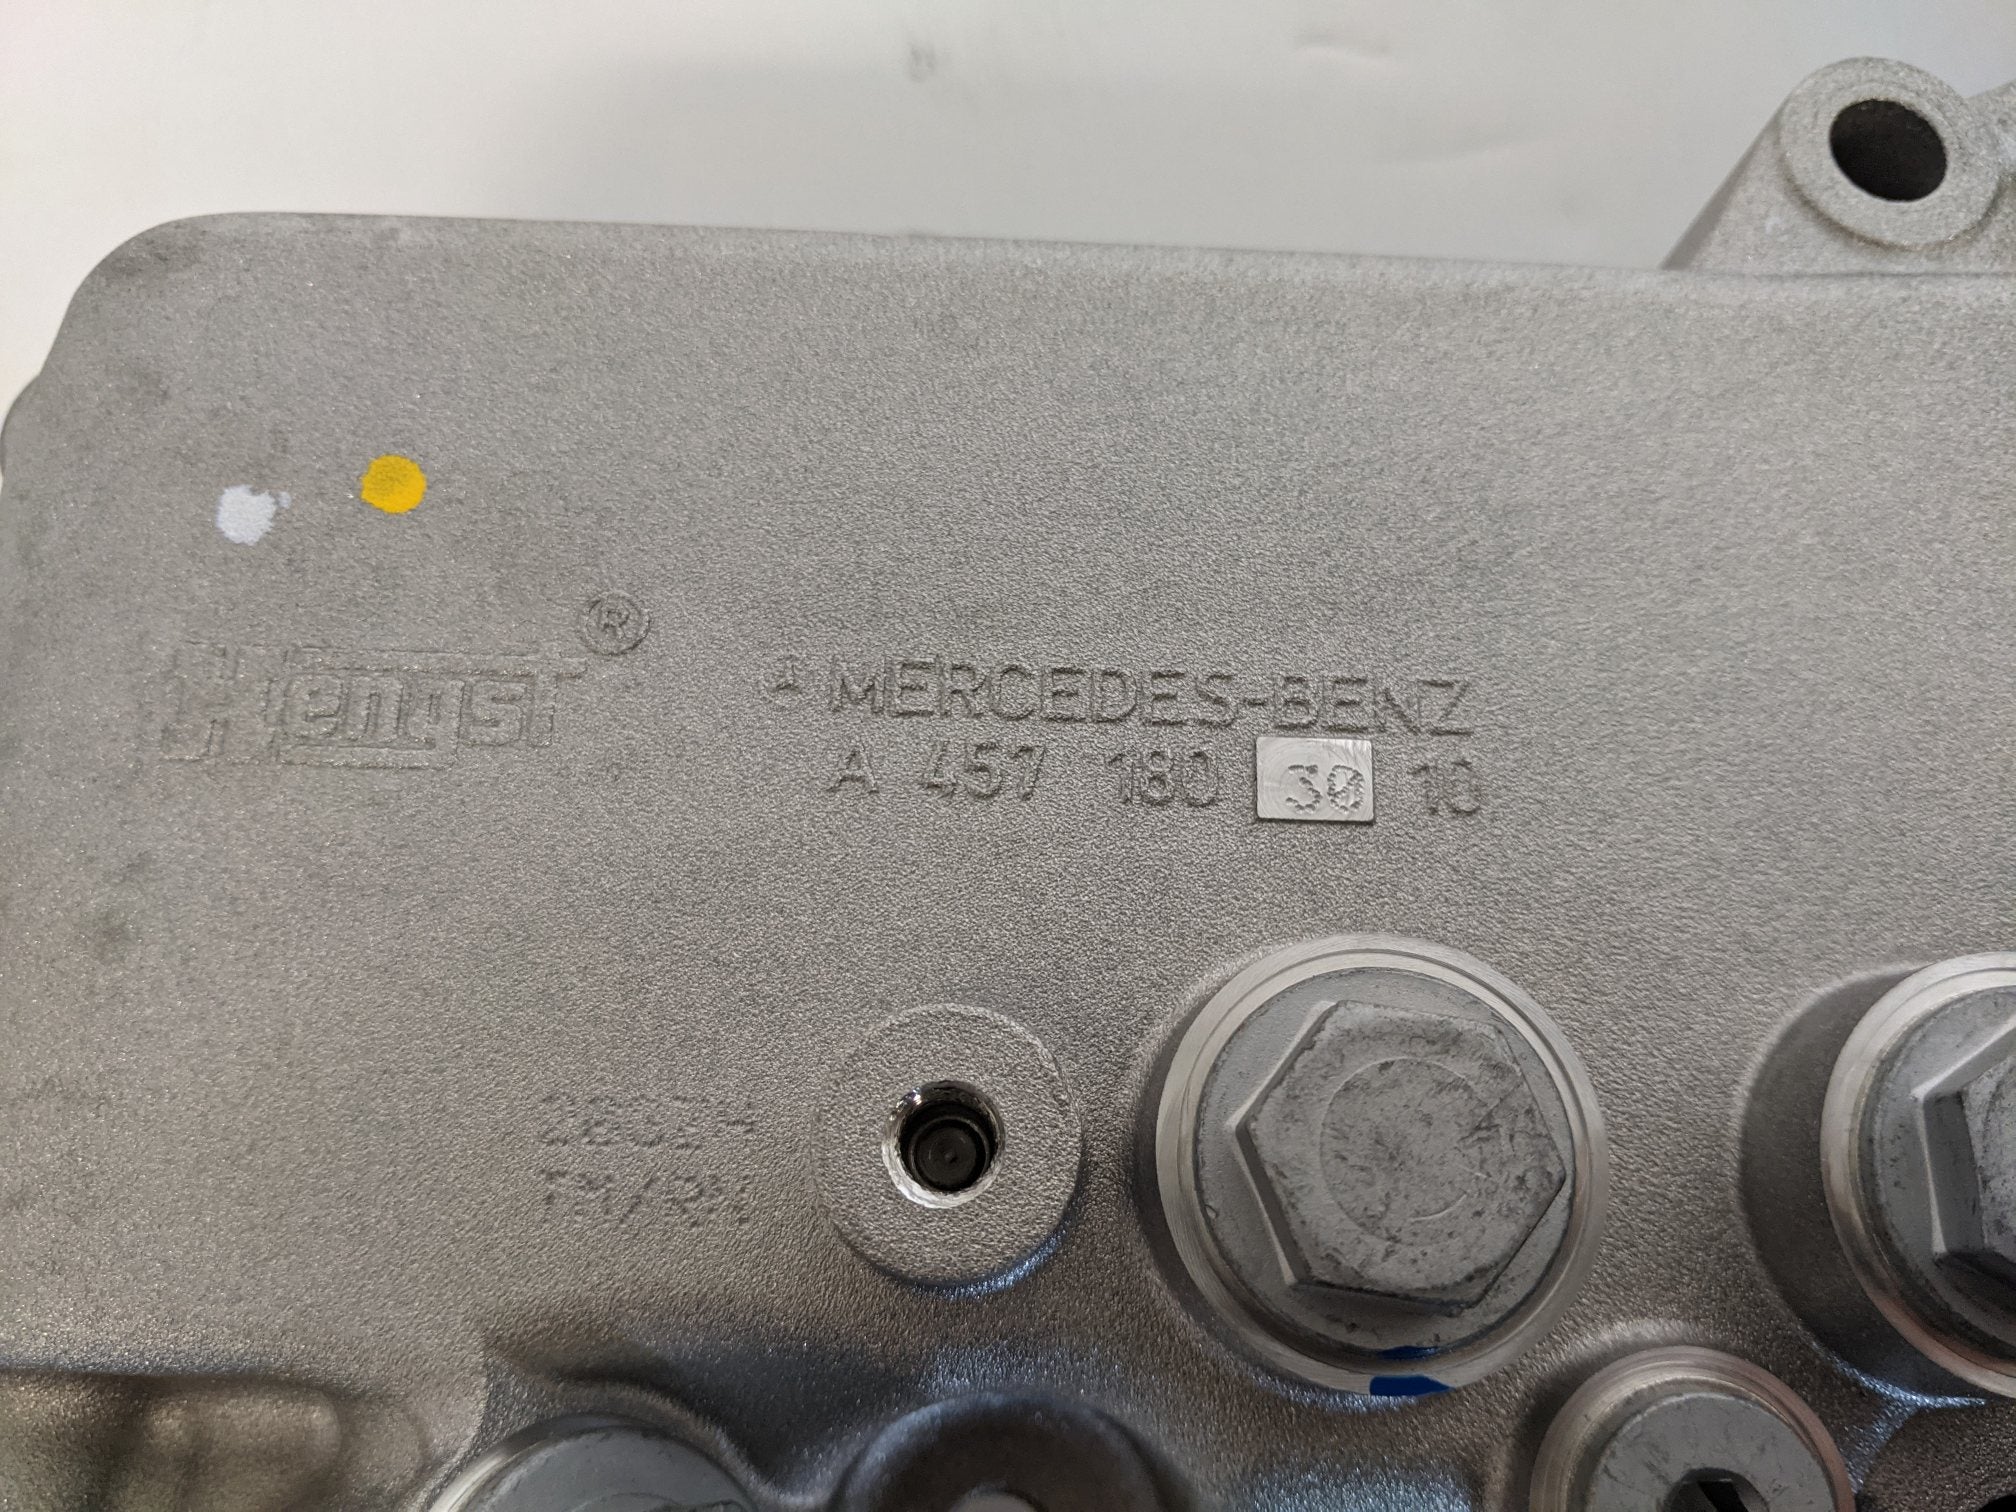 Hengst®
MERCEDES-BENZ
A 457 180 30 10